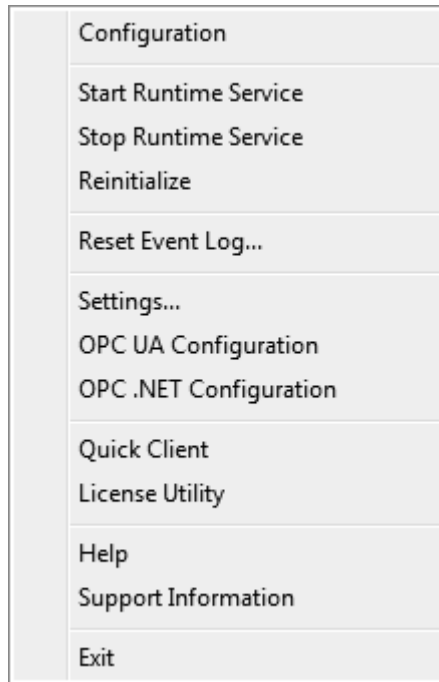 Configuration
Start Runtime Service
Stop Runtime Service
Reinitialize
Reset Event Log...
Settings...
OPC UA Configuration
OPC .NET Configuration
Quick Client
License Utility
Help
Support Information
Exit